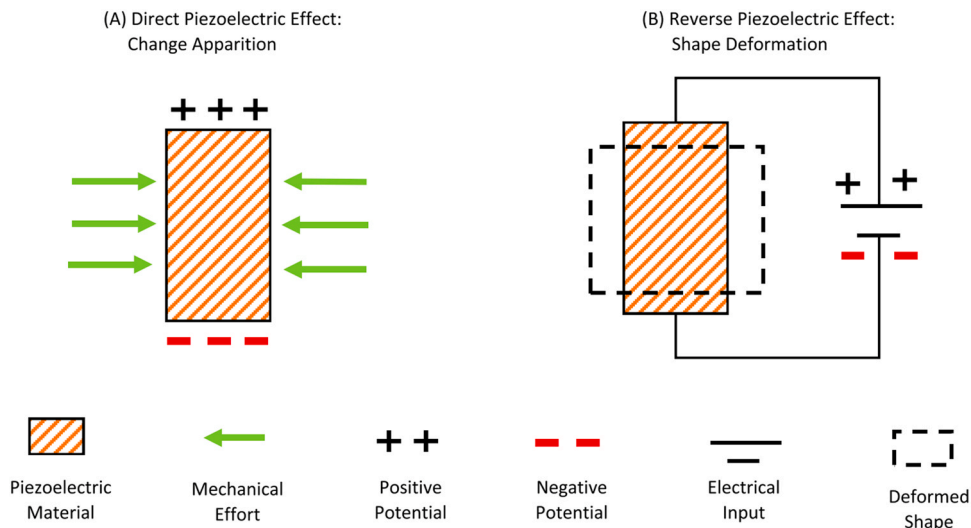 (A) Direct Piezoelectric Effect:
Change Apparition
(B) Reverse Piezoelectric Effect:
Shape Deformation
Piezoelectric
Material
Mechanical
Effort
Positive
Potential
Negative
Potential
Electrical
Input
Deformed
Shape